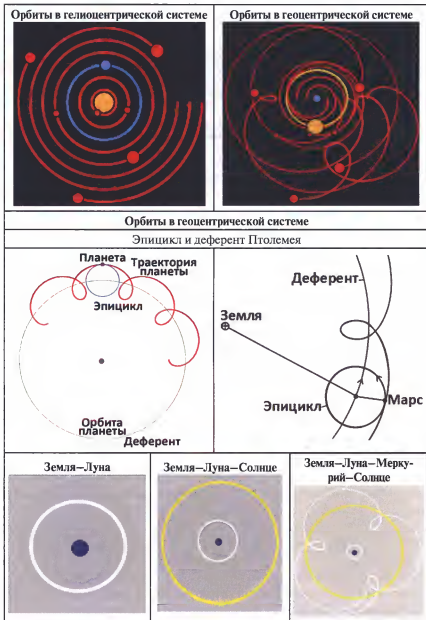 Орбиты в гелиоцентрической системе
Орбиты в геоцентрической системе
Орбиты в геоцентрической системе
Эпицикл и деферент Птолемея
Планета
Траектория
планеты
Эпицикл
Орбита
планеты
Деферент
Деферент
Земля
Эпицикл
Марс
Земля–Луна
Земля–Луна–Солнце
Земля–Луна–Мерку-
рий–Солнце